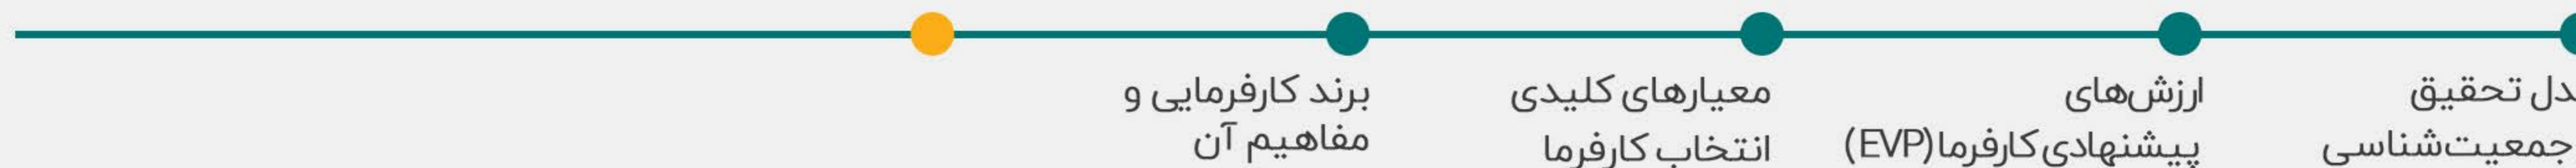 برند کارفرمایی و
مفاهیم آن
معیارهای کلیدی
انتخاب کارفرما
ارزش‌های
پیشنهادی کارفرما(EVP)
تحقیق
جمعیت‌شناسی